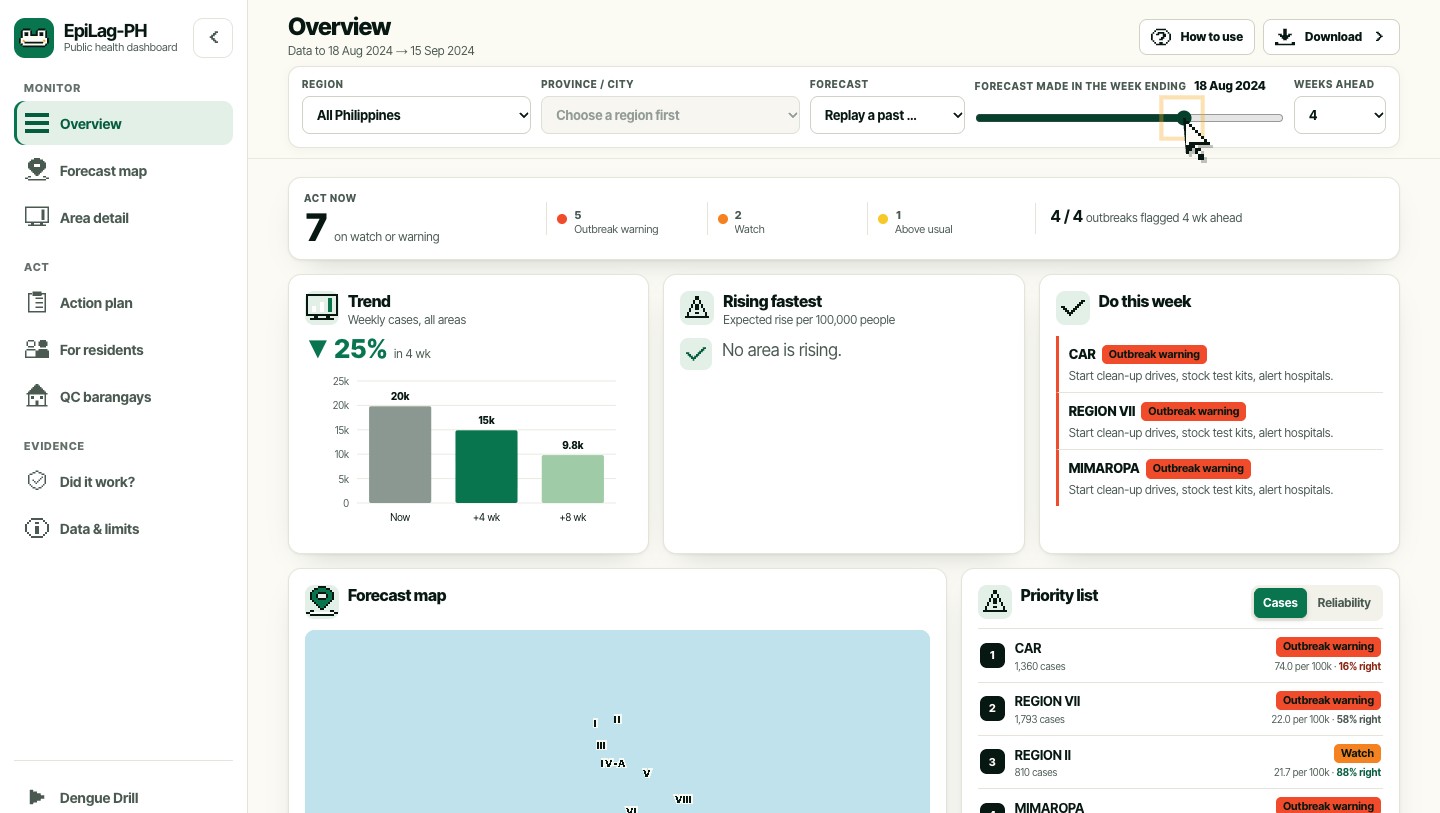 EpiLag-PH
Public health dashboard
MONITOR
Overview
Forecast map
Area detail
ACT
Action plan
For residents
QC barangays
EVIDENCE
Did it work?
Data & limits
Dengue Drill
Overview
Data to 18 Aug 2024 → 15 Sep 2024
How to use
Download
REGION
All Philippines
PROVINCE / CITY
Choose a region first
FORECAST
Replay a past ...
FORECAST MADE IN THE WEEK ENDING 18 Aug 2024
WEEKS AHEAD
4
ACT NOW
7 on watch or warning
5
Outbreak warning
2
Watch
1
Above usual
4 / 4 outbreaks flagged 4 wk ahead
Trend
Weekly cases, all areas
▼ 25% in 4 wk
25k
20k
15k
10k
5k
0
20k
15k
9.8k
Now
+4 wk
+8 wk
Rising fastest
Expected rise per 100,000 people
No area is rising.
Do this week
CAR Outbreak warning
Start clean-up drives, stock test kits, alert hospitals.
REGION VII Outbreak warning
Start clean-up drives, stock test kits, alert hospitals.
MIMAROPA Outbreak warning
Start clean-up drives, stock test kits, alert hospitals.
Forecast map
I
II
III
IV-A
V
VIII
VI
Priority list
Cases
Reliability
1
CAR
Outbreak warning
1,360 cases
74.0 per 100k · 16% right
2
REGION VII
Outbreak warning
1,793 cases
22.0 per 100k · 58% right
3
REGION II
Watch
810 cases
21.7 per 100k · 88% right
MIMAROPA
Outbreak warning